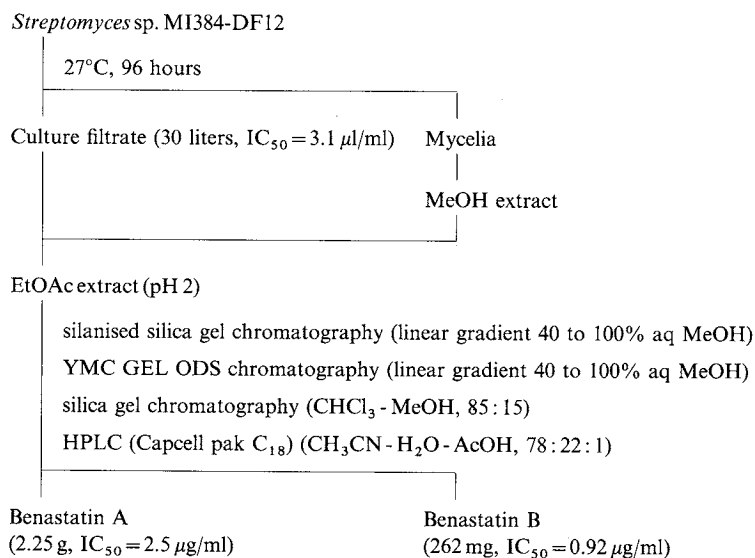 Streptomyces sp. MI384-DF12
27°C, 96 hours
Culture filtrate (30 liters, IC₅₀ = 3.1 μl/ml) Mycelia
MeOH extract
EtOAc extract (pH 2)
silanised silica gel chromatography (linear gradient 40 to 100% aq MeOH)
YMC GEL ODS chromatography (linear gradient 40 to 100% aq MeOH)
silica gel chromatography (CHCl₃ - MeOH, 85 : 15)
HPLC (Capcell pak C₁₈) (CH₃CN - H₂O - AcOH, 78 : 22 : 1)
Benastatin A Benastatin B
(2.25 g, IC₅₀ = 2.5 μg/ml) (262 mg, IC₅₀ = 0.92 μg/ml)